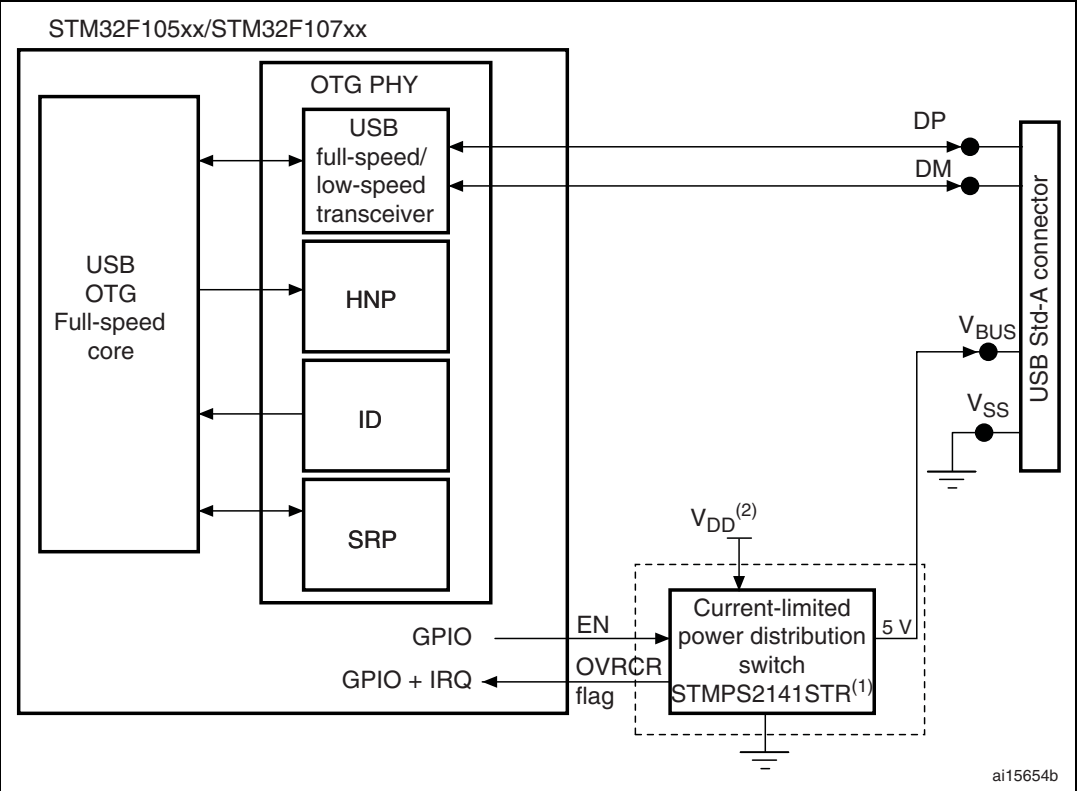 STM32F105xx/STM32F107xx
OTG PHY
USB
full-speed/
low-speed
transceiver
DP
DM
USB
OTG
Full-speed
core
HNP
ID
SRP
USB Std-A connector
VBUS
VSS
VDD(2)
GPIO
EN
GPIO + IRQ
OVRCR
flag
Current-limited
power distribution
switch
STMPS2141STR(1)
5 V
ai15654b